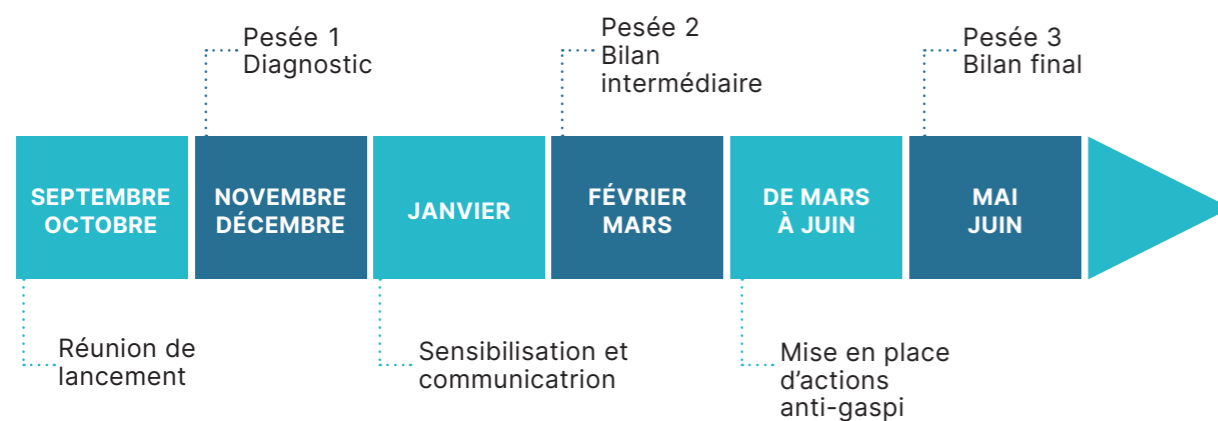 Pesée 1
Diagnostic
Pesée 2
Bilan
intermédiaire
Pesée 3
Bilan final
SEPTEMBRE
OCTOBRE
NOVEMBRE
DÉCEMBRE
JANVIER
FÉVRIER
MARS
DE MARS
À JUIN
MAI
JUIN
Réunion de
lancement
Sensibilisation et
communicatrion
Mise en place
d’actions
anti-gaspi